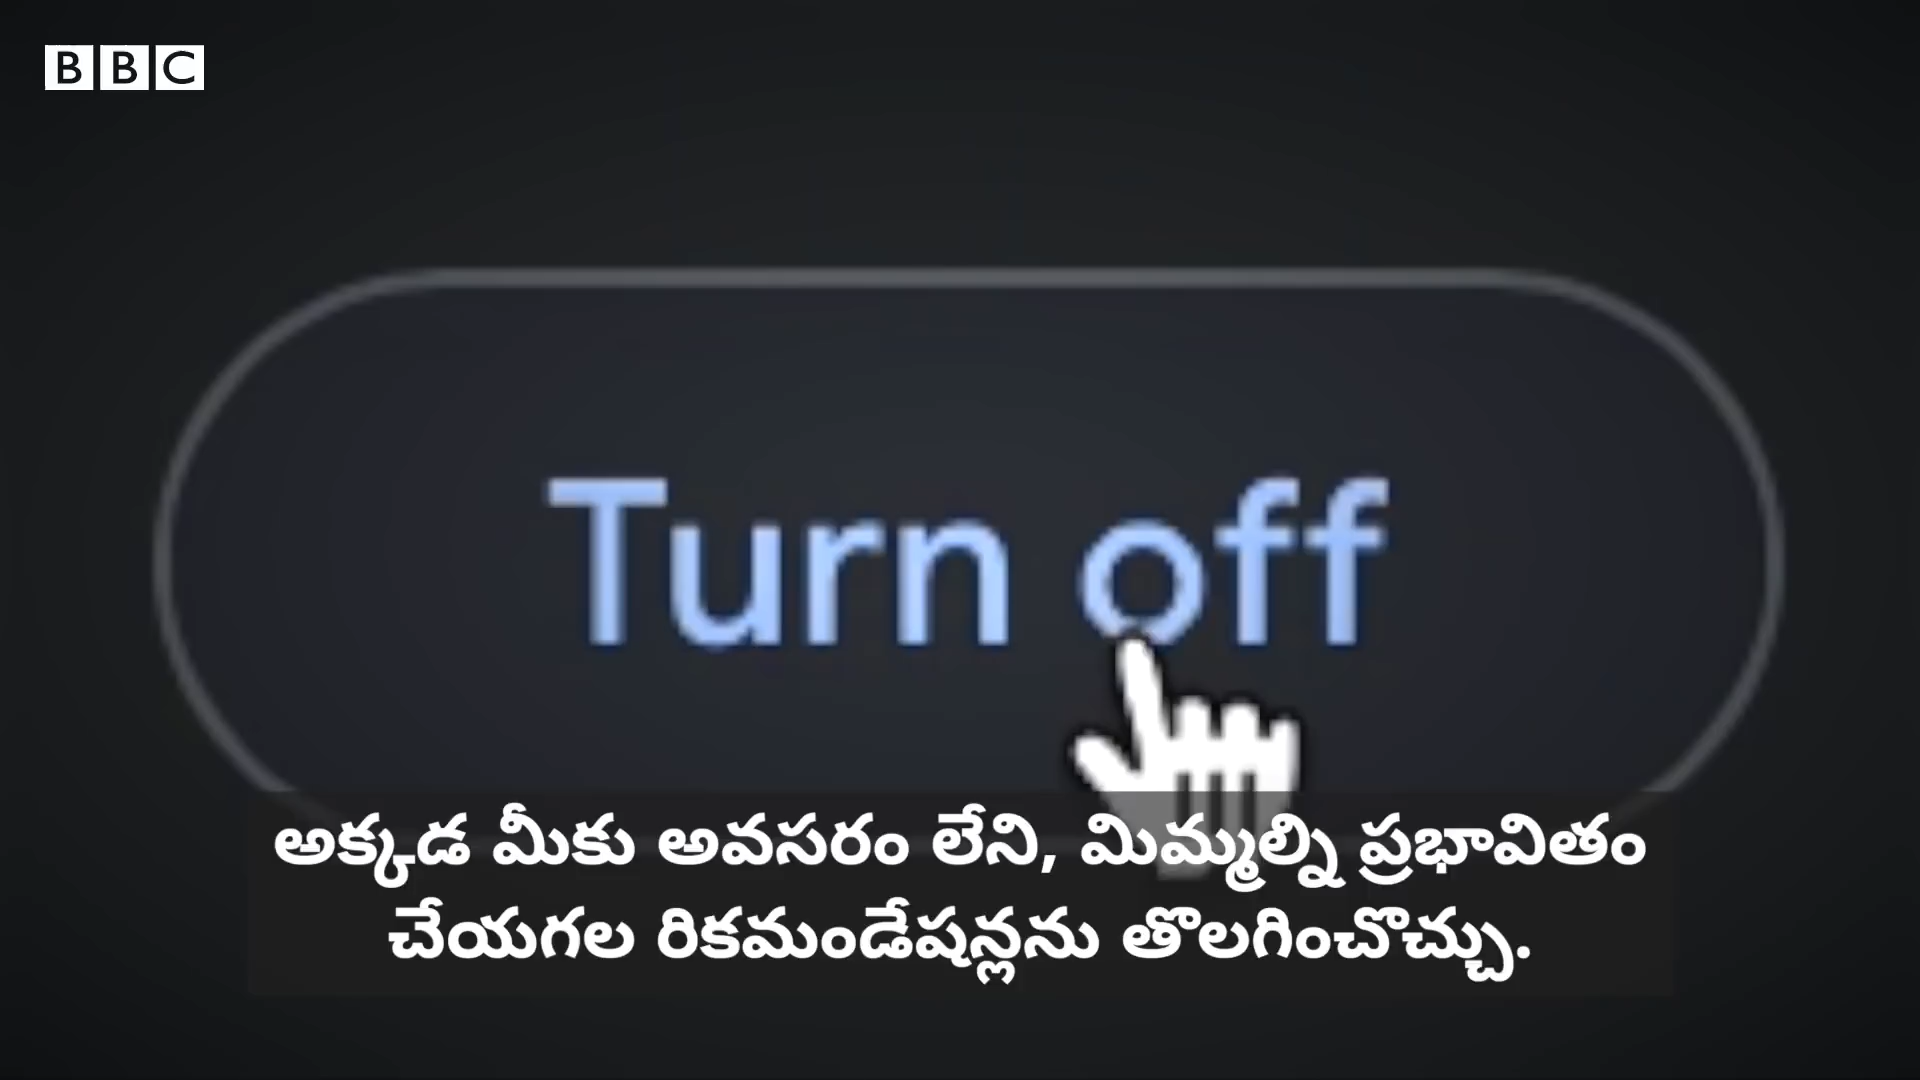 BBC
Turn off
అక్కడ మీకు అవసరం లేని, మిమ్మల్ని ప్రభావితం
చేయగల రికమండేషన్లను తొలగించొచ్చు.